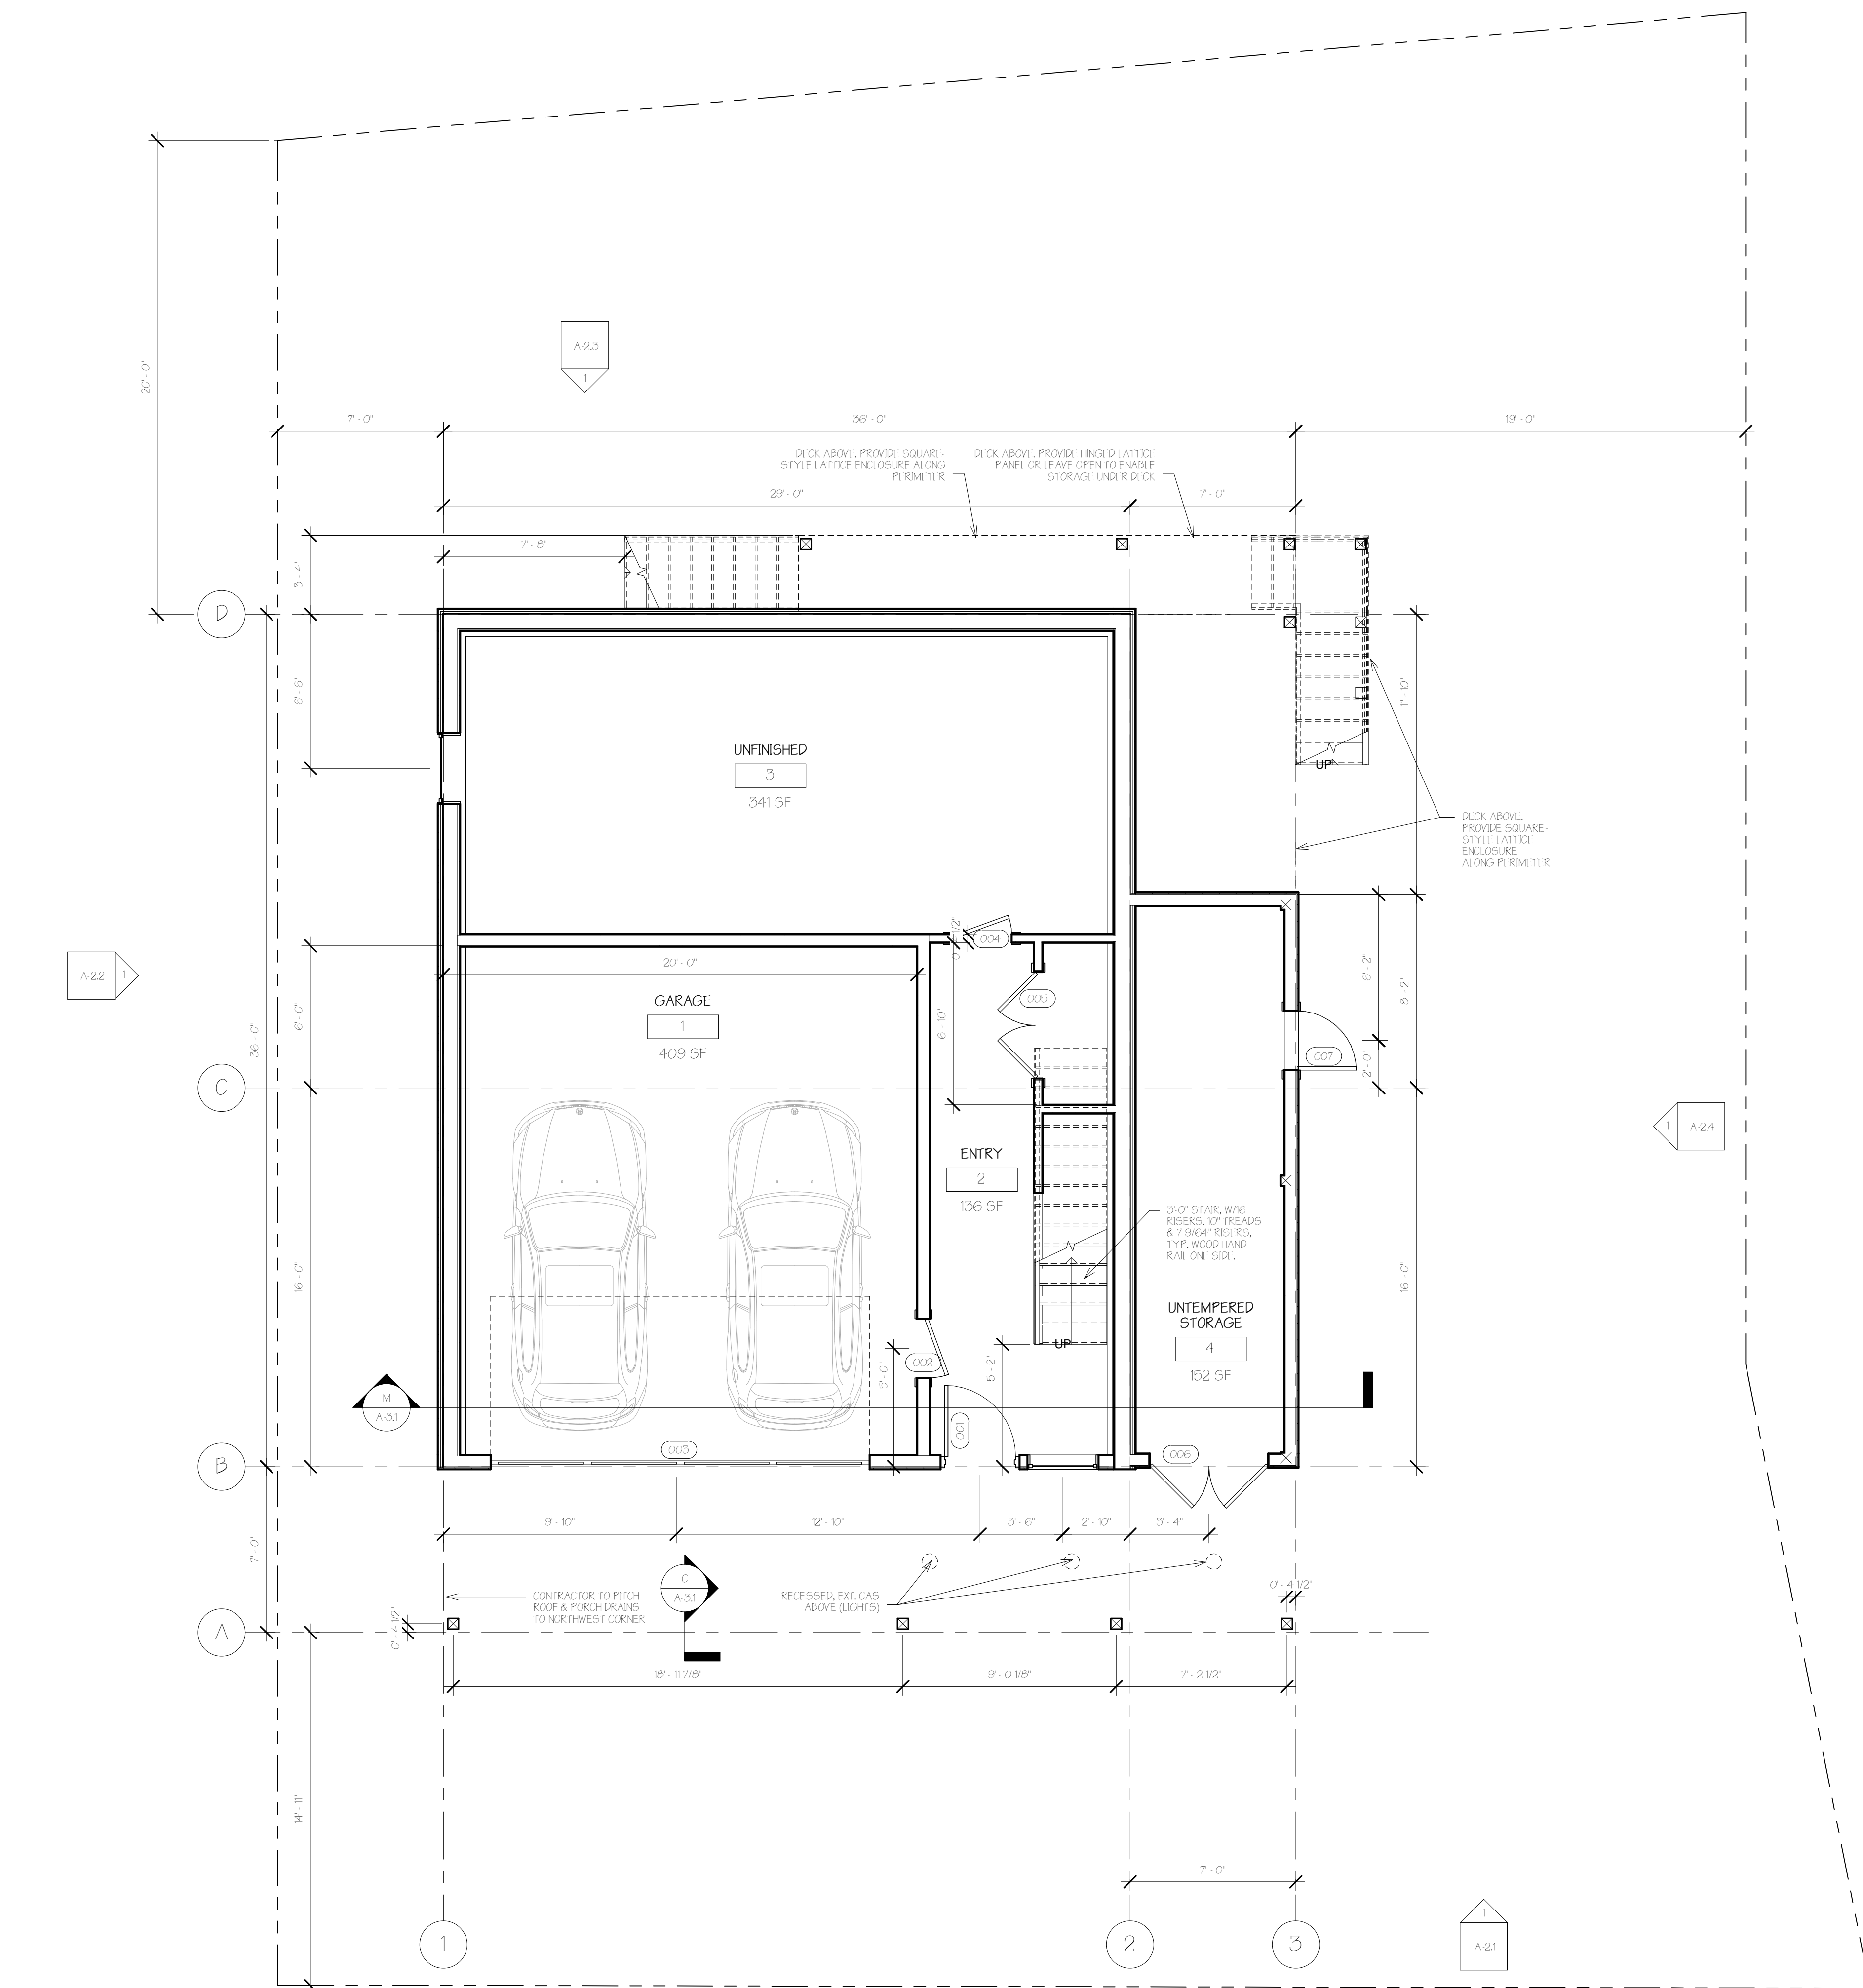 A-2.3
1
20' - 0"
7' - 0"
36' - 0"
19' - 0"
DECK ABOVE. PROVIDE SQUARE-
STYLE LATTICE ENCLOSURE ALONG
PERIMETER
DECK ABOVE. PROVIDE HINGED LATTICE
PANEL OR LEAVE OPEN TO ENABLE
STORAGE UNDER DECK
29' - 0"
7' - 0"
7' - 8"
3' - 4"
D
6' - 6"
11' - 10"
UP
UNFINISHED
3
341 SF
DECK ABOVE.
PROVIDE SQUARE-
STYLE LATTICE
ENCLOSURE
ALONG PERIMETER
0' - 4 1/2"
004
20' - 0"
A-2.2
1
6' - 2"
8' - 2"
GARAGE
1
409 SF
005
6' - 10"
6' - 0"
36' - 0"
007
2' - 0"
C
1
A-2.4
ENTRY
2
136 SF
3'-0" STAIR, W/16
RISERS. 10" TREADS
& 7 9/64" RISERS,
TYP. WOOD HAND
RAIL ONE SIDE.
16' - 0"
16' - 0"
UNTEMPERED
STORAGE
4
152 SF
UP
002
5' - 0"
5' - 2"
M
A-3.1
001
003
006
B
9' - 10"
12' - 10"
3' - 6"
2' - 10"
3' - 4"
7' - 0"
C
A-3.1
CONTRACTOR TO PITCH
ROOF & PORCH DRAINS
TO NORTHWEST CORNER
RECESSED, EXT. CAS
ABOVE (LIGHTS)
0' - 4 1/2"
0' - 4 1/2"
A
18' - 11 7/8"
9' - 0 1/8"
7' - 2 1/2"
14' - 11"
7' - 0"
1
2
3
1
A-2.1